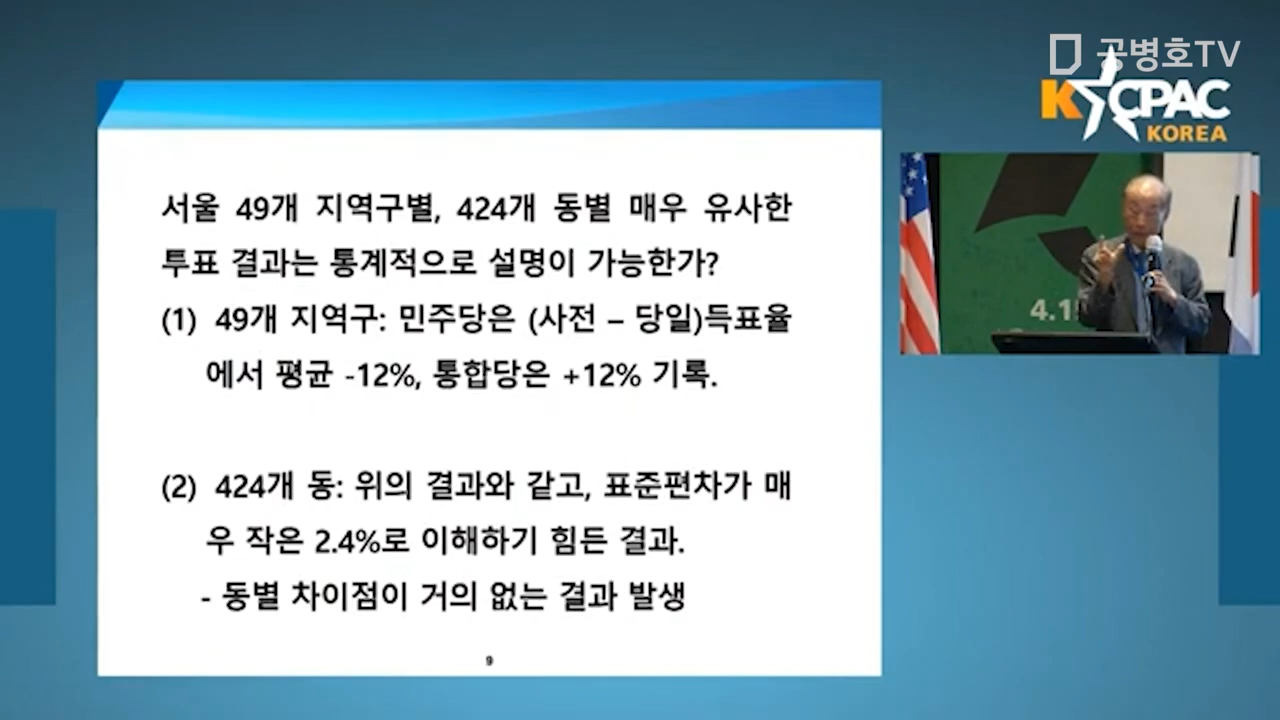 공병호TV
KCPAC
KOREA
서울 49개 지역구별, 424개 동별 매우 유사한
투표 결과는 통계적으로 설명이 가능한가?
(1) 49개 지역구: 민주당은 (사전 – 당일)득표율
에서 평균 -12%, 통합당은 +12% 기록.
4.1
(2) 424개 동: 위의 결과와 같고, 표준편차가 매
우 작은 2.4%로 이해하기 힘든 결과.
- 동별 차이점이 거의 없는 결과 발생
9